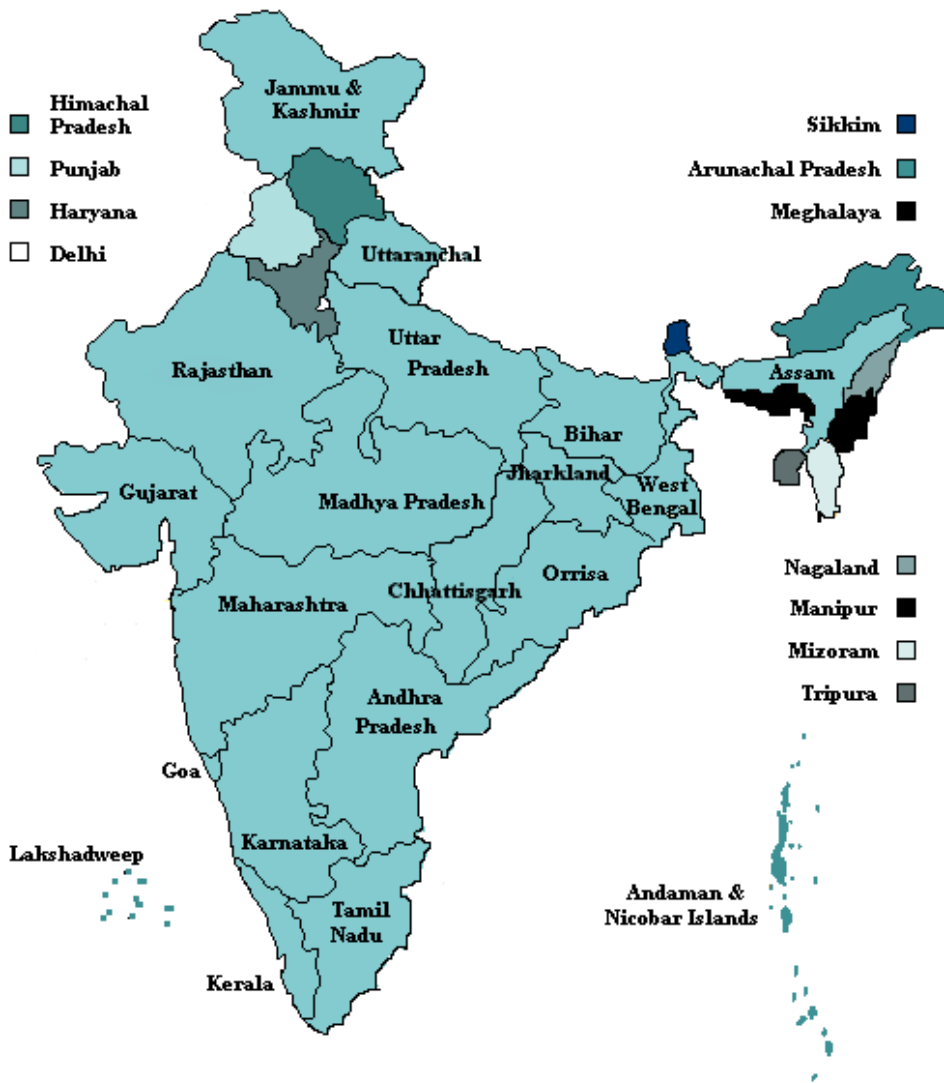 Jammu &
Kashmir
Himachal
Pradesh
Punjab
Haryana
Delhi
Sikkim
Arunachal Pradesh
Meghalaya
Uttaranchal
Uttar
Pradesh
Rajasthan
Assam
Bihar
Jharkland
West
Bengal
Gujarat
Madhya Pradesh
Orrisa
Chhattisgarh
Maharashtra
Nagaland
Manipur
Mizoram
Tripura
Andhra
Pradesh
Goa
Karnataka
Lakshadweep
Tamil
Nadu
Andaman &
Nicobar Islands
Kerala